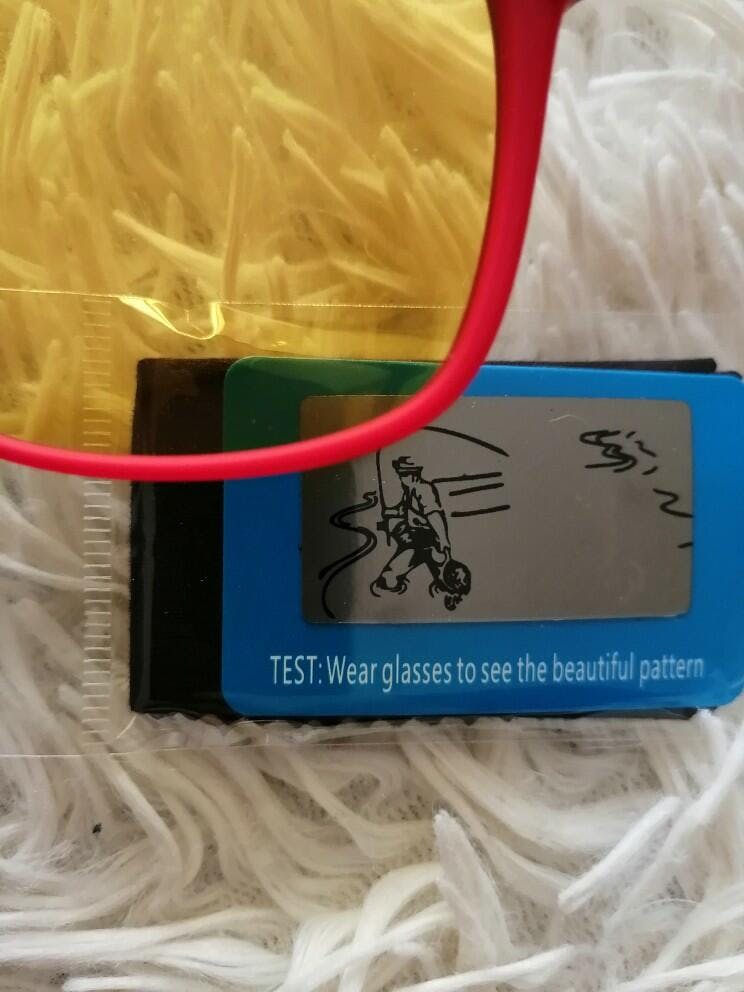 TEST: Wear glasses to see the beautiful pattern